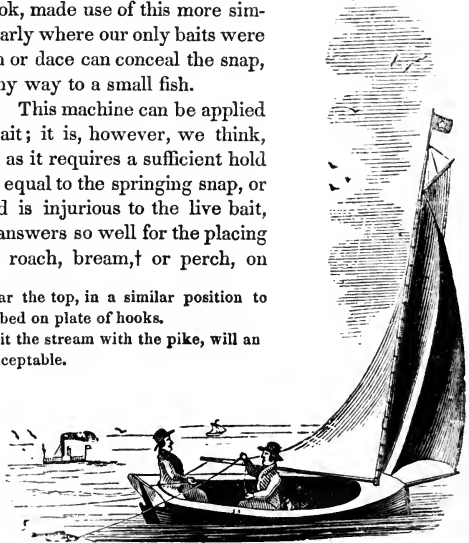 ok, made use of this more sim-
arly where our only baits were
or dace can conceal the snap,
ny way to a small fish.
This machine can be applied
ait; it is, however, we think,
as it requires a sufficient hold
equal to the springing snap, or
d is injurious to the live bait,
answers so well for the placing
roach, bream,† or perch, on
ar the top, in a similar position to
bed on plate of hooks.
it the stream with the pike, will an
ceptable.